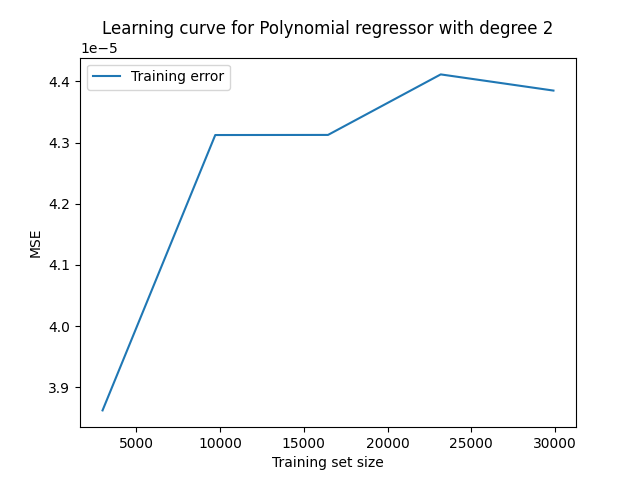 Learning curve for Polynomial regressor with degree 2
1e−5
Training error
4.4
4.3
4.2
4.1
4.0
3.9
MSE
5000 10000 15000 20000 25000 30000
Training set size